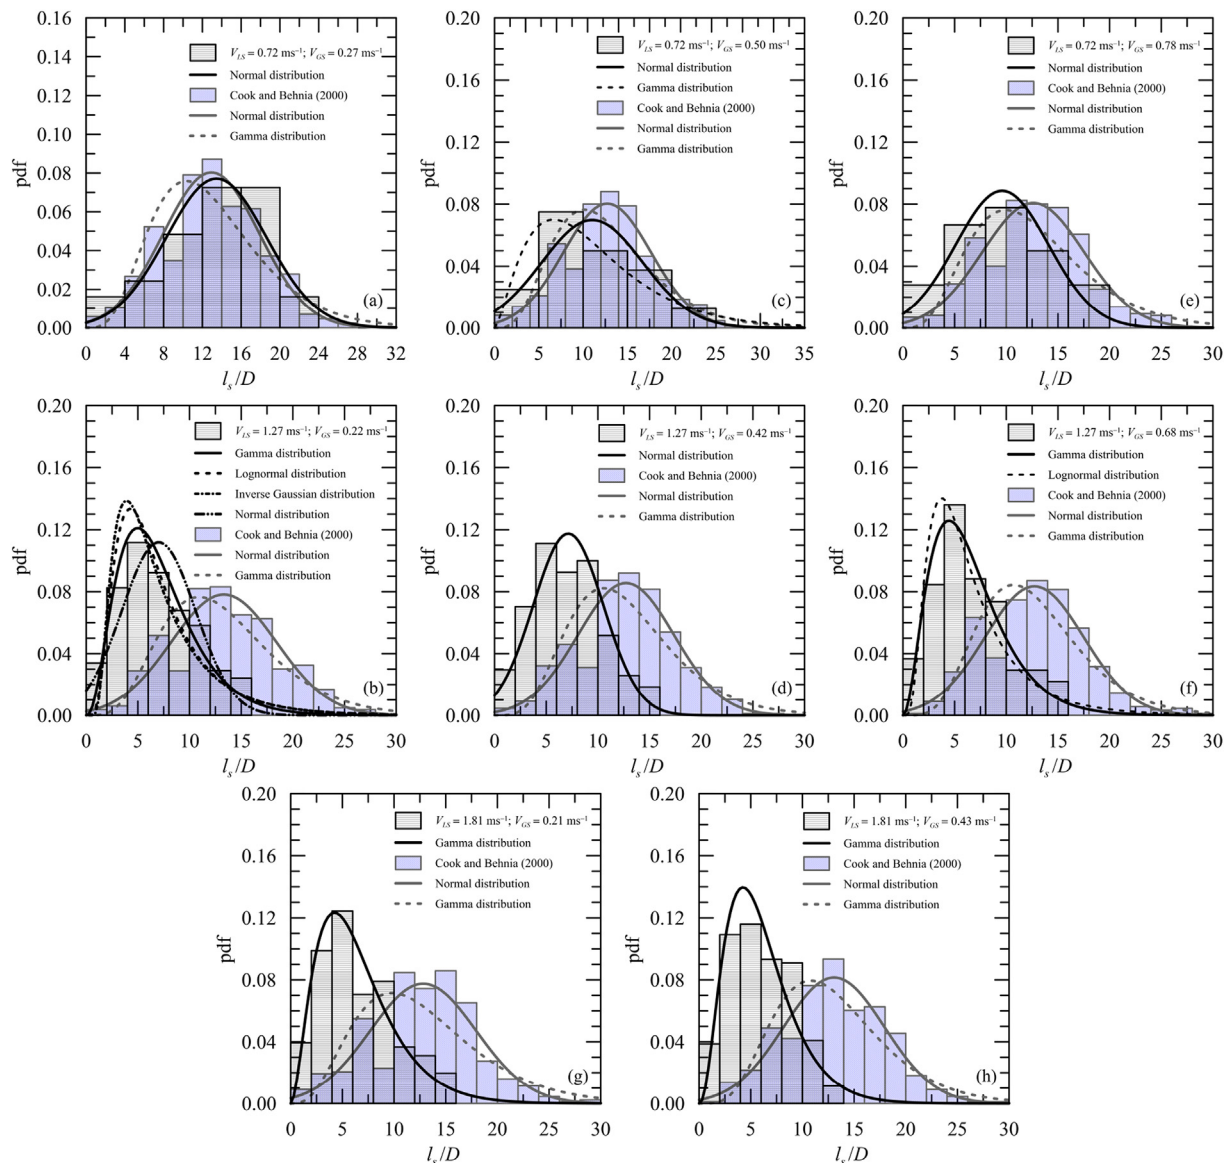 0.16
0.14
0.12
0.10
0.08
0.06
0.04
0.02
0.00
pdf
V_LS = 0.72 ms⁻¹; V_GS = 0.27 ms⁻¹
Normal distribution
Cook and Behnia (2000)
Normal distribution
Gamma distribution
(a)
0 4 8 12 16 20 24 28 32
l_s/D
0.20
0.16
0.12
0.08
0.04
0.00
pdf
V_LS = 0.72 ms⁻¹; V_GS = 0.50 ms⁻¹
Normal distribution
Gamma distribution
Cook and Behnia (2000)
Normal distribution
Gamma distribution
(c)
0 5 10 15 20 25 30 35
l_s/D
0.20
0.16
0.12
0.08
0.04
0.00
pdf
V_LS = 0.72 ms⁻¹; V_GS = 0.78 ms⁻¹
Normal distribution
Cook and Behnia (2000)
Normal distribution
Gamma distribution
(e)
0 5 10 15 20 25 30
l_s/D
0.20
0.16
0.12
0.08
0.04
0.00
pdf
V_LS = 1.27 ms⁻¹; V_GS = 0.22 ms⁻¹
Gamma distribution
Lognormal distribution
Inverse Gaussian distribution
Normal distribution
Cook and Behnia (2000)
Normal distribution
Gamma distribution
(b)
0 5 10 15 20 25 30
l_s/D
0.20
0.16
0.12
0.08
0.04
0.00
pdf
V_LS = 1.27 ms⁻¹; V_GS = 0.42 ms⁻¹
Normal distribution
Cook and Behnia (2000)
Normal distribution
Gamma distribution
(d)
0 5 10 15 20 25 30
l_s/D
0.20
0.16
0.12
0.08
0.04
0.00
pdf
V_LS = 1.27 ms⁻¹; V_GS = 0.68 ms⁻¹
Gamma distribution
Lognormal distribution
Cook and Behnia (2000)
Normal distribution
Gamma distribution
(f)
0 5 10 15 20 25 30
l_s/D
0.20
0.16
0.12
0.08
0.04
0.00
pdf
V_LS = 1.81 ms⁻¹; V_GS = 0.21 ms⁻¹
Gamma distribution
Cook and Behnia (2000)
Normal distribution
Gamma distribution
(g)
0 5 10 15 20 25 30
l_s/D
0.20
0.16
0.12
0.08
0.04
0.00
pdf
V_LS = 1.81 ms⁻¹; V_GS = 0.43 ms⁻¹
Gamma distribution
Cook and Behnia (2000)
Normal distribution
Gamma distribution
(h)
0 5 10 15 20 25 30
l_s/D